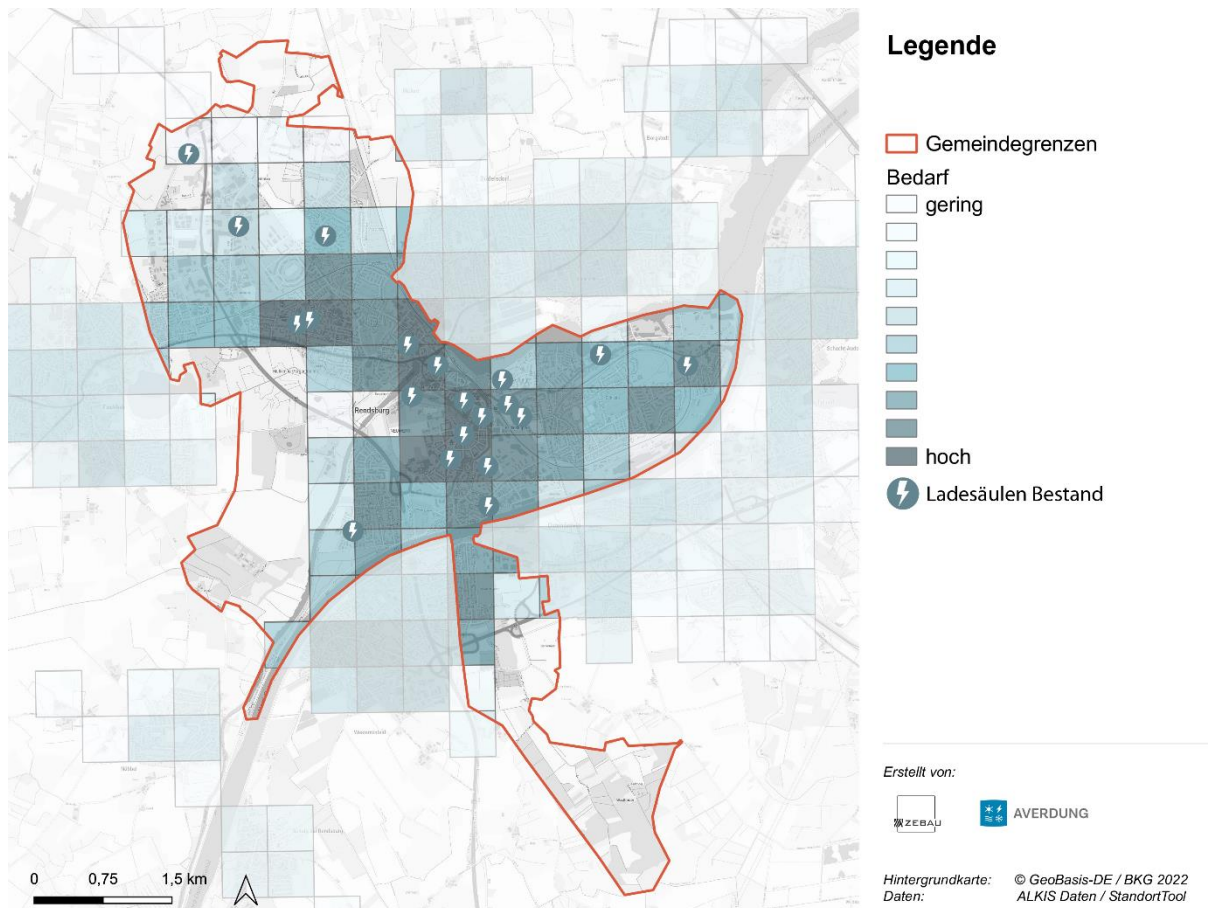 Legende
Gemeindegrenzen
Bedarf
gering
hoch
Ladesäulen Bestand
Rendsburg
0 0,75 1,5 km
Erstellt von:
ZEBAU
AVERDUNG
Hintergrundkarte: © GeoBasis-DE / BKG 2022
Daten: ALKIS Daten / StandortTool